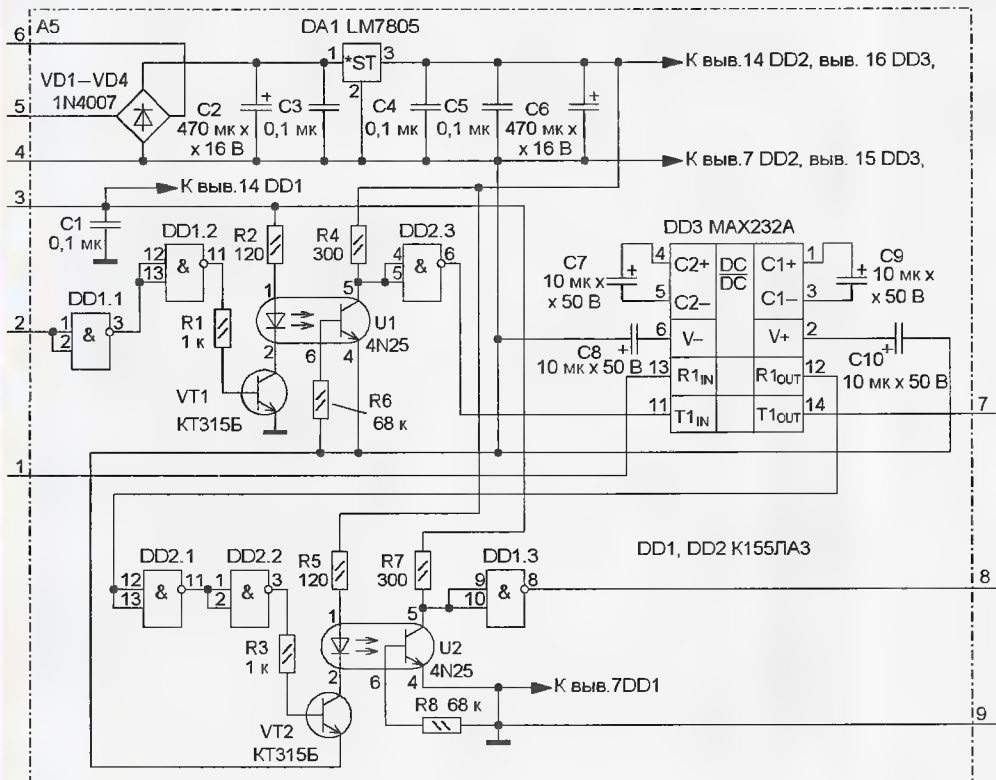 6 A5
DA1 LM7805
VD1–VD4
1N4007
1 *ST 3
2
К выв.14 DD2, выв. 16 DD3,
5
C2
470 мк х
х 16 В
+
C3
0,1 мк
C4
0,1 мк
C5
0,1 мк
C6
470 мк х
х 16 В
+
4
К выв.7 DD2, выв. 15 DD3,
К выв.14 DD1
3
C1
0,1 мк
DD1.2
12
13
&
11
R2
120
R4
300
DD2.3
4
5
&
6
DD3 MAX232A
C7
10 мк х
х 50 В
+
4 C2+
5 C2–
DC
DC
C1+ 1
C1– 3
+
C9
10 мк х
х 50 В
DD1.1
2
1
2
&
3
R1
1 к
1
2
5
6
4
U1
4N25
C8
+
10 мк х 50 В
6 V–
V+ 2
C10
+
10 мк х 50 В
VT1
КТ315Б
R6
68 к
13 R1IN
R1OUT 12
11 T1IN
T1OUT 14
7
1
DD2.1
12
13
&
11
DD2.2
1
2
&
3
R5
120
R7
300
DD1.3
9
10
&
8
DD1, DD2 К155ЛА3
8
R3
1 к
1
2
5
6
4
U2
4N25
К выв.7DD1
VT2
КТ315Б
R8 68 к
9